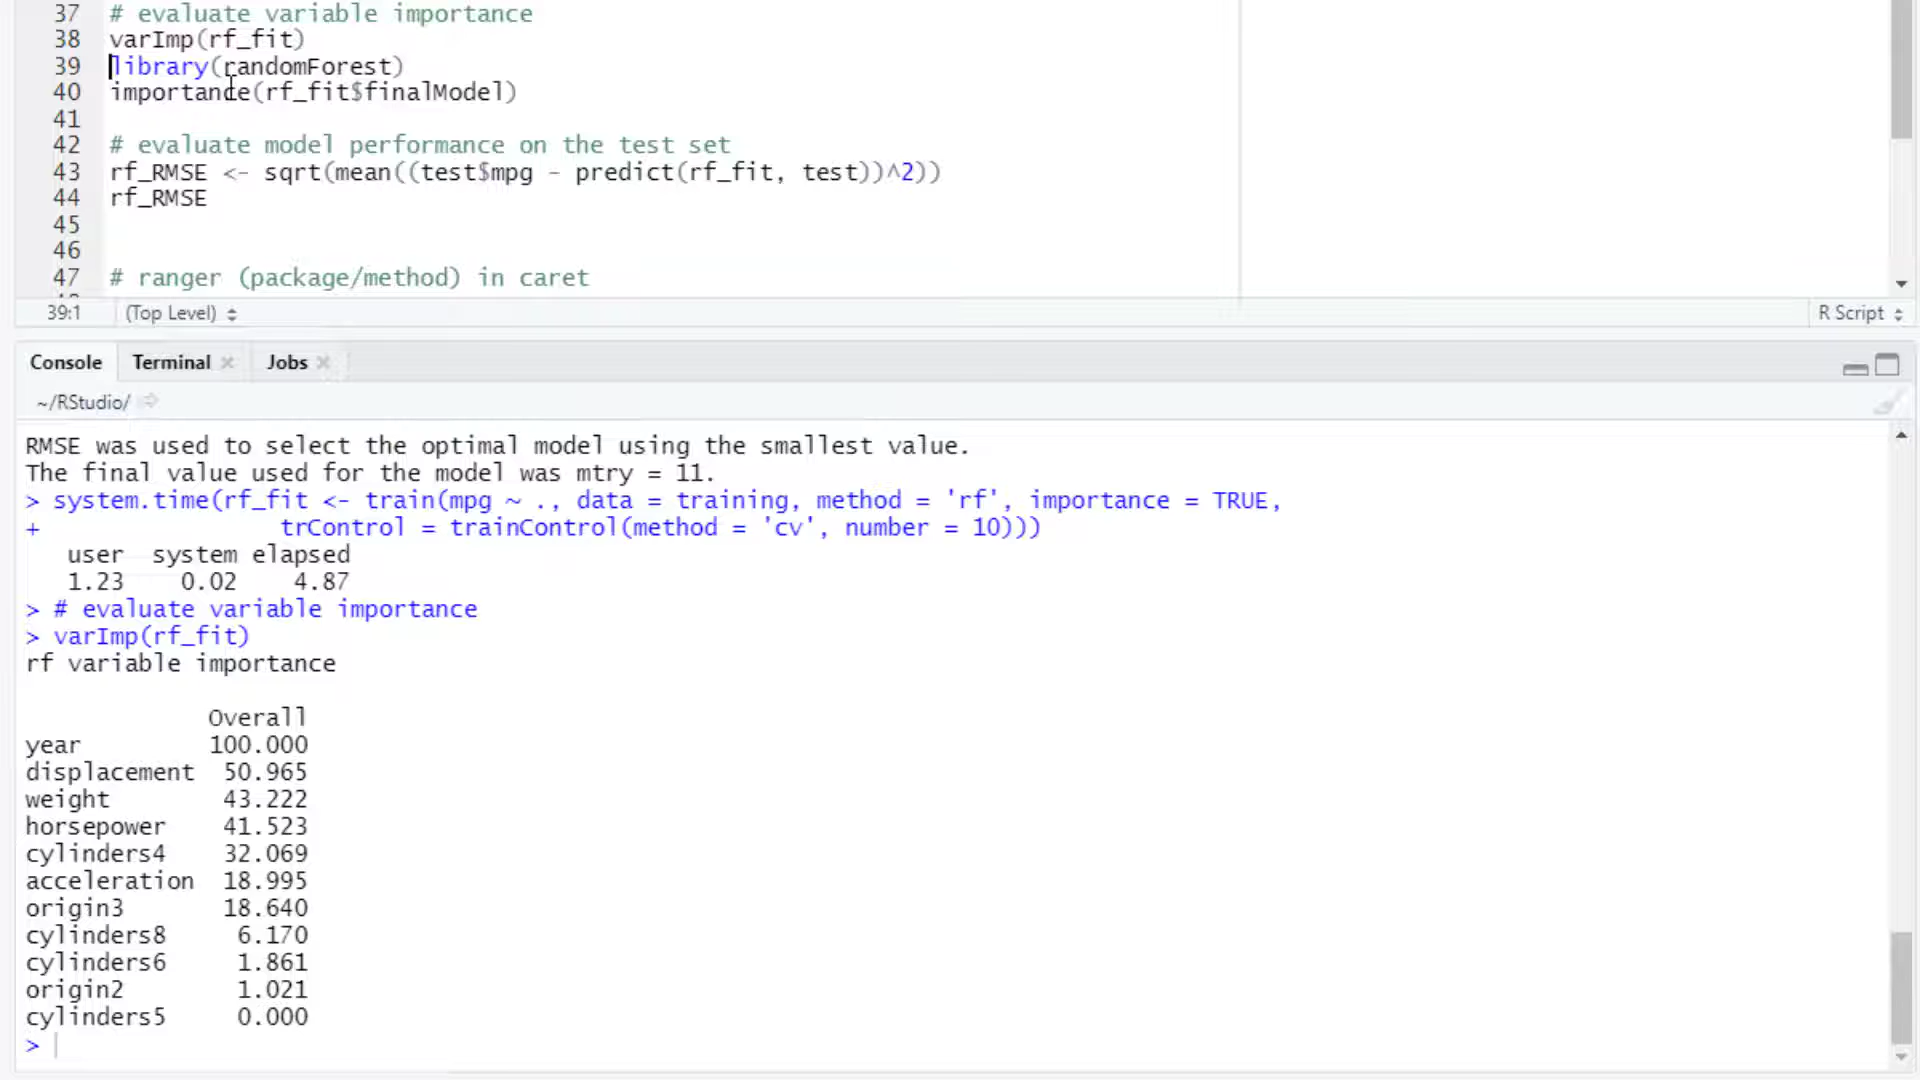 37 # evaluate variable importance
38 varImp(rf_fit)
39 library(randomForest)
40 importance(rf_fit$finalModel)
41
42 # evaluate model performance on the test set
43 rf_RMSE <- sqrt(mean((test$mpg - predict(rf_fit, test))^2))
44 rf_RMSE
45
46
47 # ranger (package/method) in caret
39:1 (Top Level) R Script
Console Terminal Jobs
~/RStudio/
RMSE was used to select the optimal model using the smallest value.
The final value used for the model was mtry = 11.
> system.time(rf_fit <- train(mpg ~ ., data = training, method = 'rf', importance = TRUE,
+ trControl = trainControl(method = 'cv', number = 10)))
user system elapsed
1.23 0.02 4.87
> # evaluate variable importance
> varImp(rf_fit)
rf variable importance
Overall
year 100.000
displacement 50.965
weight 43.222
horsepower 41.523
cylinders4 32.069
acceleration 18.995
origin3 18.640
cylinders8 6.170
cylinders6 1.861
origin2 1.021
cylinders5 0.000
>